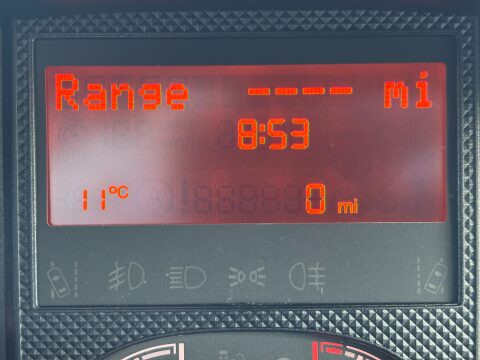 Range ---- mi
8:53
11°C 0 mi